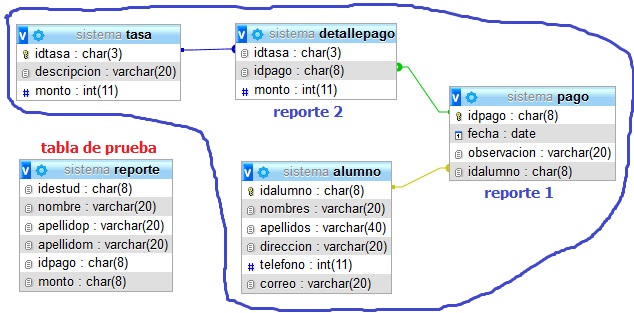 sistema tasa
idtasa : char(3)
descripcion : varchar(20)
# monto : int(11)
sistema detallepago
idtasa : char(3)
idpago : char(8)
# monto : int(11)
reporte 2
sistema pago
idpago : char(8)
fecha : date
observacion : varchar(20)
idalumno : char(8)
reporte 1
tabla de prueba
sistema reporte
idestud : char(8)
nombre : varchar(20)
apellidop : varchar(20)
apellidom : varchar(20)
idpago : char(8)
monto : char(8)
sistema alumno
idalumno : char(8)
nombres : varchar(20)
apellidos : varchar(40)
direccion : varchar(20)
# telefono : int(11)
correo : varchar(20)